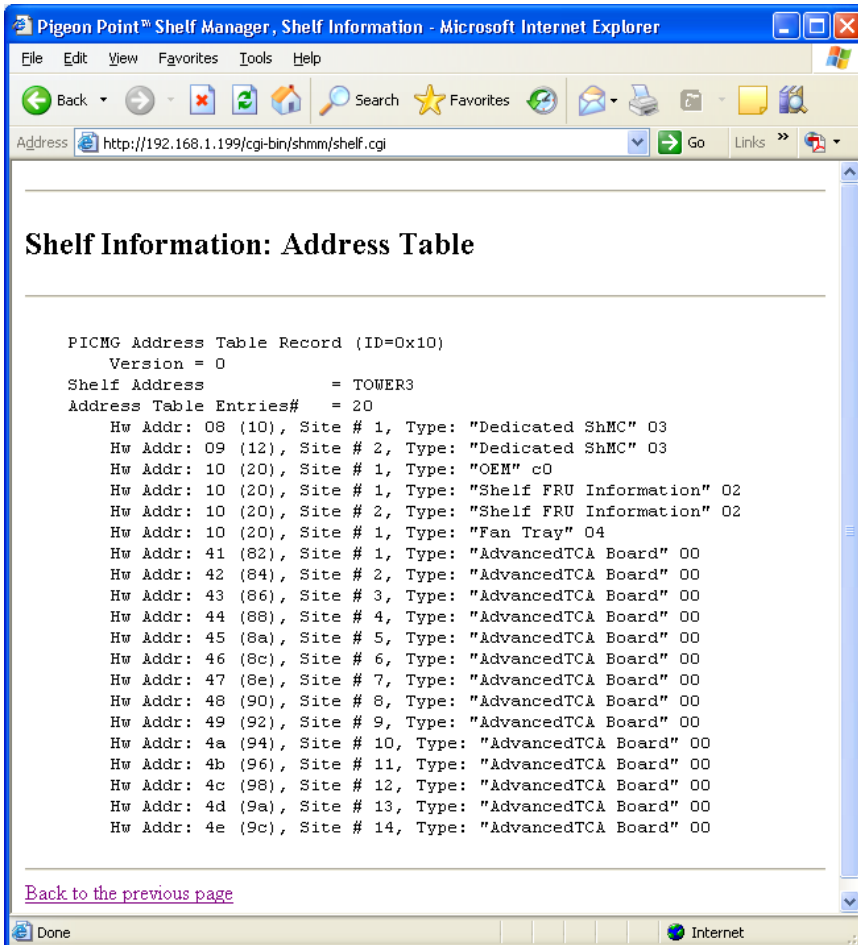 Pigeon Point™ Shelf Manager, Shelf Information - Microsoft Internet Explorer
File Edit View Favorites Tools Help
Back Search Favorites
Address http://192.168.1.199/cgi-bin/shmm/shelf.cgi Go Links »
Shelf Information: Address Table
PICMG Address Table Record (ID=0x10)
Version = 0
Shelf Address = TOWER3
Address Table Entries# = 20
Hw Addr: 08 (10), Site # 1, Type: "Dedicated ShMC" 03
Hw Addr: 09 (12), Site # 2, Type: "Dedicated ShMC" 03
Hw Addr: 10 (20), Site # 1, Type: "OEM" c0
Hw Addr: 10 (20), Site # 1, Type: "Shelf FRU Information" 02
Hw Addr: 10 (20), Site # 2, Type: "Shelf FRU Information" 02
Hw Addr: 10 (20), Site # 1, Type: "Fan Tray" 04
Hw Addr: 41 (82), Site # 1, Type: "AdvancedTCA Board" 00
Hw Addr: 42 (84), Site # 2, Type: "AdvancedTCA Board" 00
Hw Addr: 43 (86), Site # 3, Type: "AdvancedTCA Board" 00
Hw Addr: 44 (88), Site # 4, Type: "AdvancedTCA Board" 00
Hw Addr: 45 (8a), Site # 5, Type: "AdvancedTCA Board" 00
Hw Addr: 46 (8c), Site # 6, Type: "AdvancedTCA Board" 00
Hw Addr: 47 (8e), Site # 7, Type: "AdvancedTCA Board" 00
Hw Addr: 48 (90), Site # 8, Type: "AdvancedTCA Board" 00
Hw Addr: 49 (92), Site # 9, Type: "AdvancedTCA Board" 00
Hw Addr: 4a (94), Site # 10, Type: "AdvancedTCA Board" 00
Hw Addr: 4b (96), Site # 11, Type: "AdvancedTCA Board" 00
Hw Addr: 4c (98), Site # 12, Type: "AdvancedTCA Board" 00
Hw Addr: 4d (9a), Site # 13, Type: "AdvancedTCA Board" 00
Hw Addr: 4e (9c), Site # 14, Type: "AdvancedTCA Board" 00
Back to the previous page
Done Internet